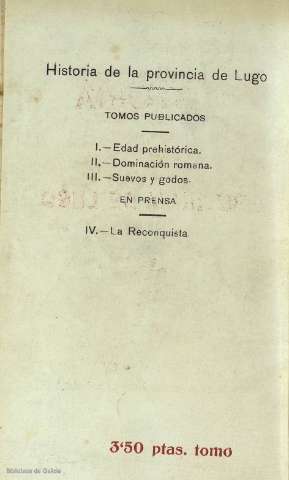 Historia de la provincia de Lugo
TOMOS PUBLICADOS
I.—Edad prehistórica.
II.—Dominación romana.
III.—Suevos y godos.
EN PRENSA
IV.—La Reconquista
3'50 ptas. tomo
Biblioteca de Galicia